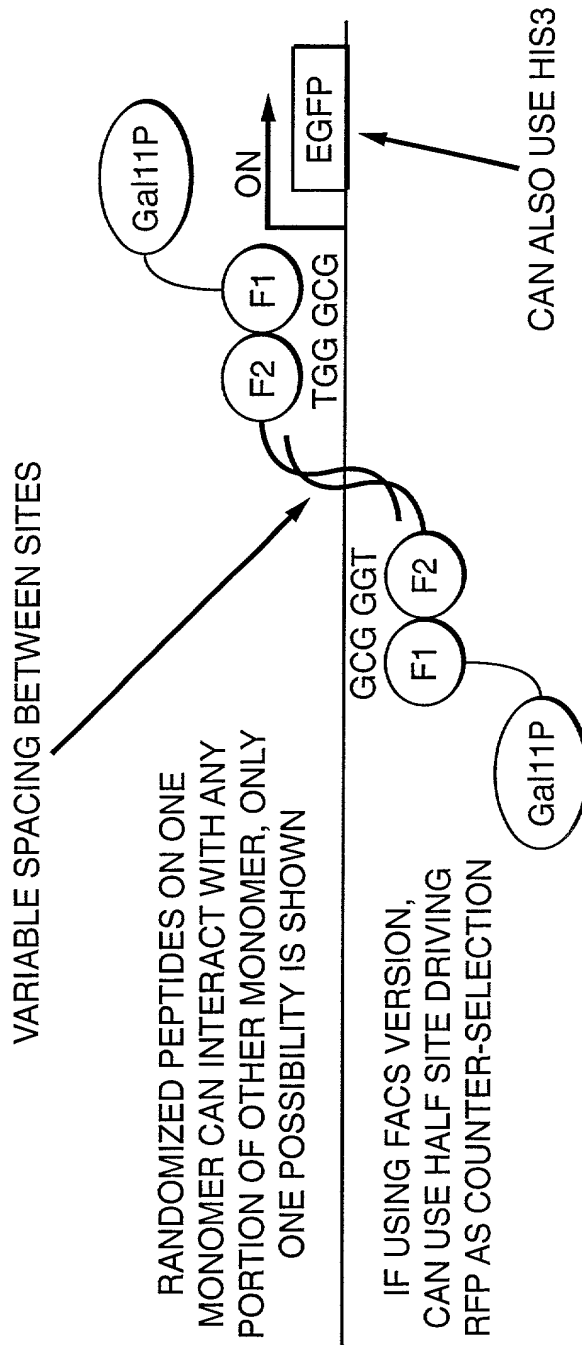 VARIABLE SPACING BETWEEN SITES
RANDOMIZED PEPTIDES ON ONE
MONOMER CAN INTERACT WITH ANY
PORTION OF OTHER MONOMER, ONLY
ONE POSSIBILITY IS SHOWN
Gal11P
ON
F2
F1
EGFP
TGG GCG
GCG GGT
F1
F2
Gal11P
IF USING FACS VERSION,
CAN USE HALF SITE DRIVING
RFP AS COUNTER-SELECTION
CAN ALSO USE HIS3